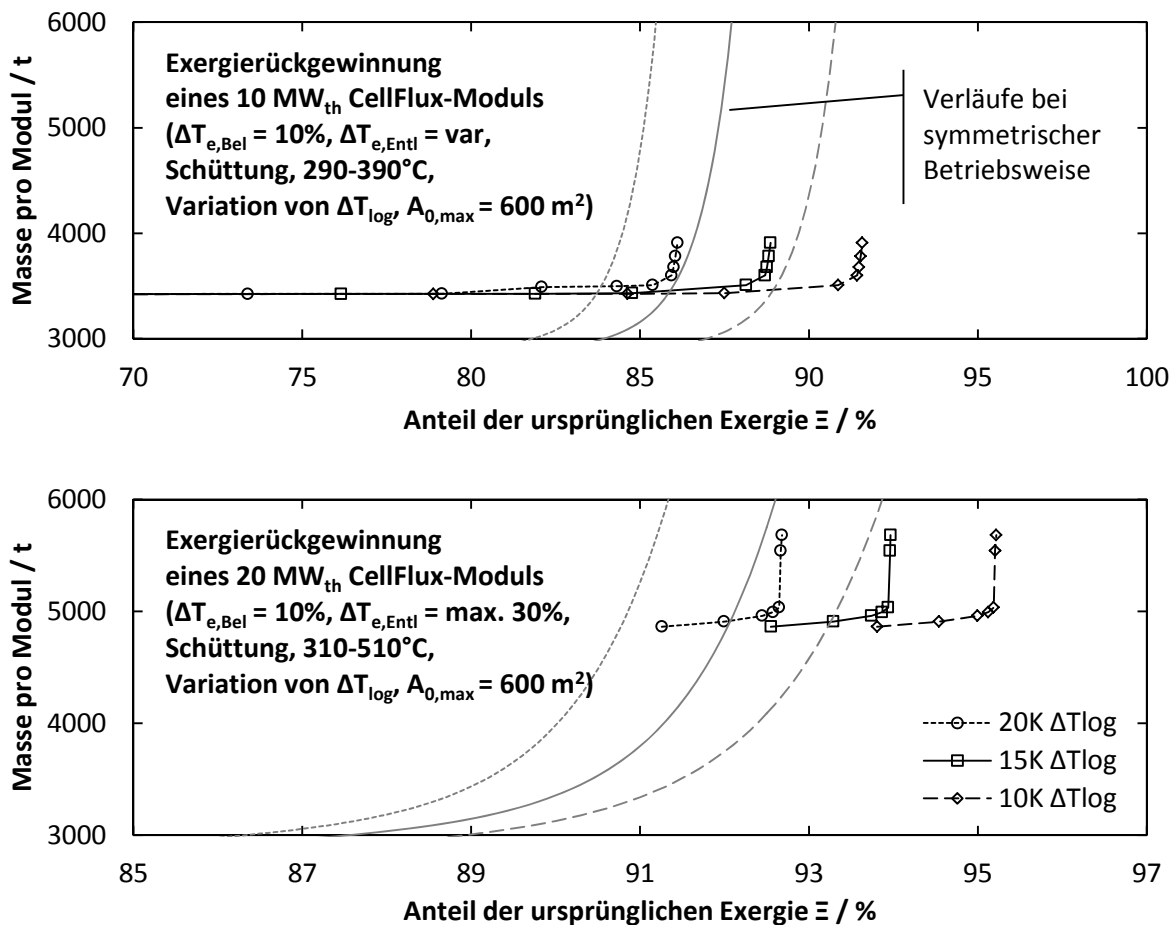 6000
5000
4000
3000
Masse pro Modul / t
Exergierückgewinnung
eines 10 MWth CellFlux-Moduls
(ΔTe,Bel = 10%, ΔTe,Entl = var,
Schüttung, 290-390°C,
Variation von ΔTlog, A0,max = 600 m²)
Verläufe bei
symmetrischer
Betriebsweise
70 75 80 85 90 95 100
Anteil der ursprünglichen Exergie Ξ / %
6000
5000
4000
3000
Masse pro Modul / t
Exergierückgewinnung
eines 20 MWth CellFlux-Moduls
(ΔTe,Bel = 10%, ΔTe,Entl = max. 30%,
Schüttung, 310-510°C,
Variation von ΔTlog, A0,max = 600 m²)
20K ΔTlog
15K ΔTlog
10K ΔTlog
85 87 89 91 93 95 97
Anteil der ursprünglichen Exergie Ξ / %